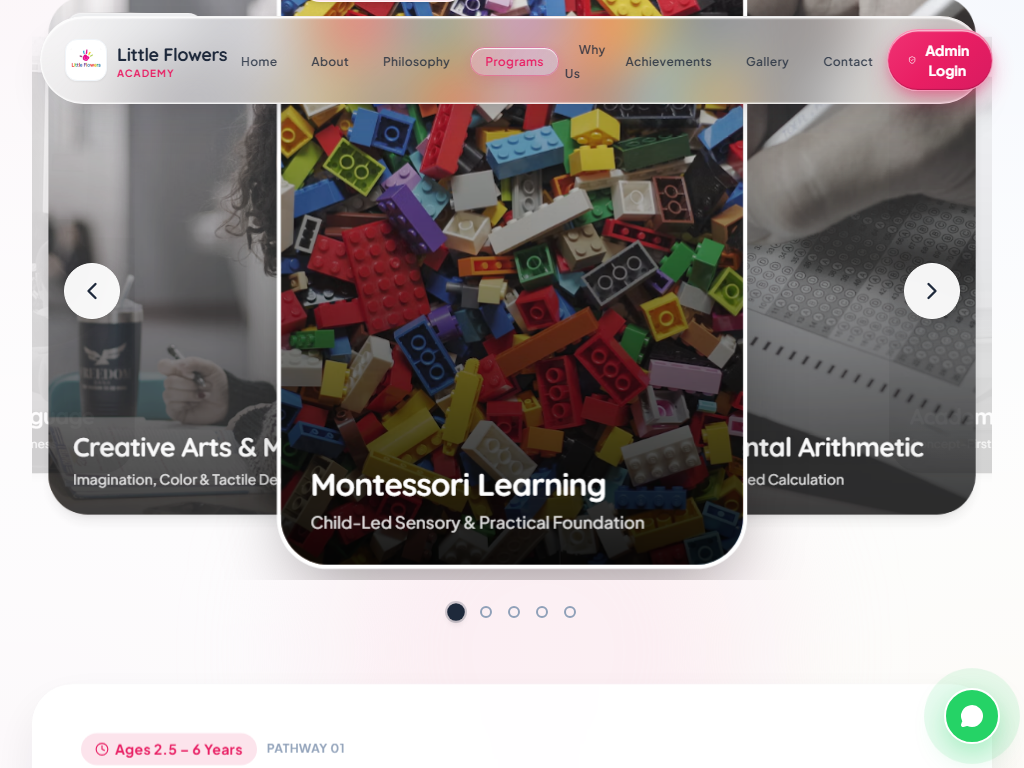 Little Flowers
Little Flowers
ACADEMY
Home
About
Philosophy
Programs
Why
Us
Achievements
Gallery
Contact
Admin
Login
Creative Arts & M
Imagination, Color & Tactile De
Montessori Learning
Child-Led Sensory & Practical Foundation
ntal Arithmetic
ed Calculation
Ages 2.5 – 6 Years
PATHWAY 01